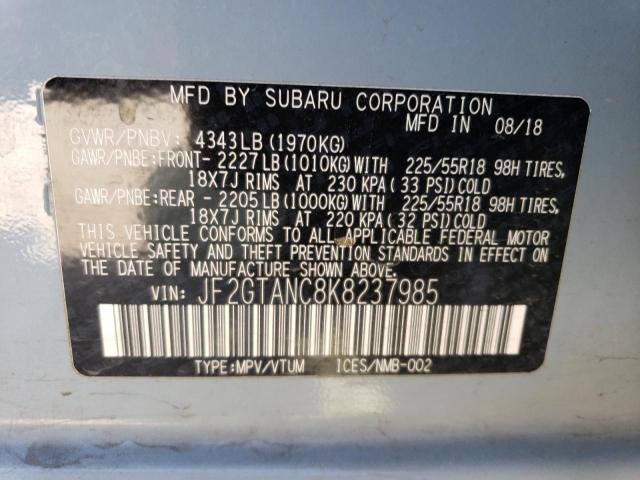 MFD BY SUBARU CORPORATION
MFD IN 08/18
GVWR/PNBV: 4343LB (1970KG)
GAWR/PNBE:FRONT- 2227LB(1010KG)WITH 225/55R18 98H TIRES,
18X7J RIMS AT 230 KPA (33 PSI)COLD
GAWR/PNBE:REAR - 2205LB(1000KG)WITH 225/55R18 98H TIRES,
18X7J RIMS AT 220 KPA (32 PSI)COLD
THIS VEHICLE CONFORMS TO ALL APPLICABLE FEDERAL MOTOR
VEHICLE SAFETY AND THEFT PREVENTION STANDARDS IN EFFECT ON
THE DATE OF MANUFACTURE SHOWN ABOVE.
VIN: JF2GTANC8K8237985
TYPE:MPV/VTUM ICES/NMB-002